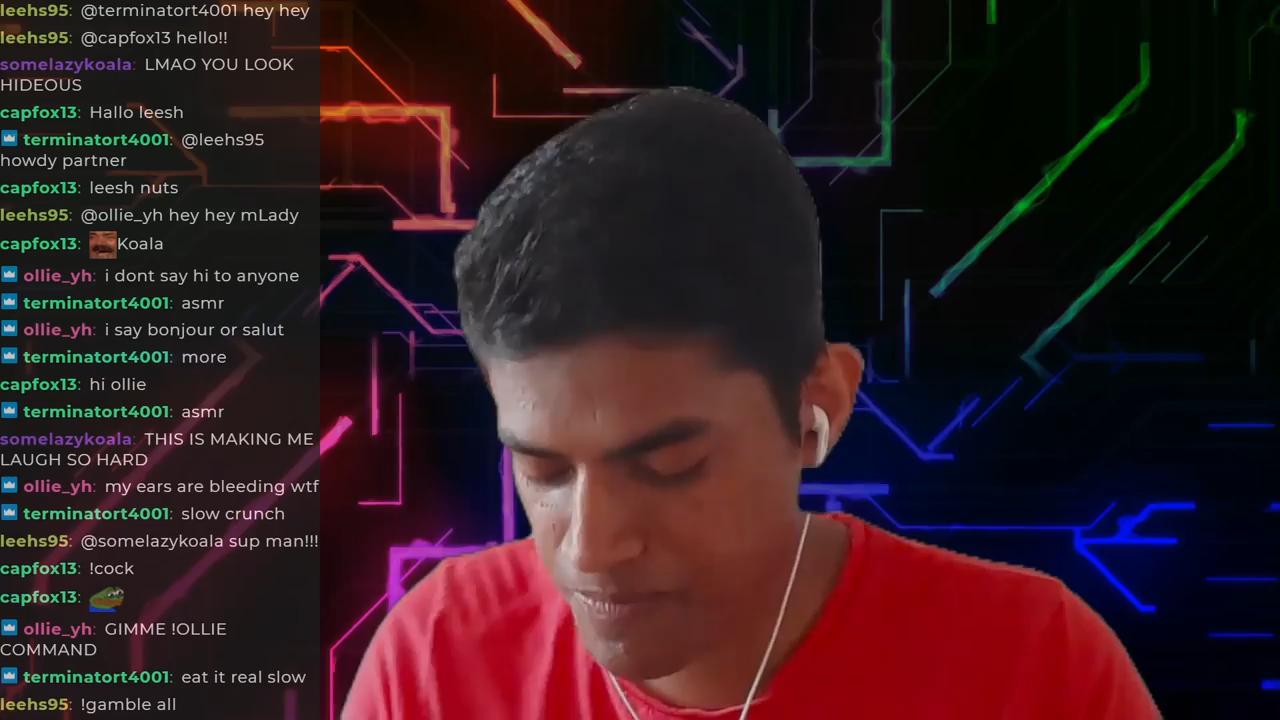 leehs95: @terminatort4001 hey hey
leehs95: @capfox13 hello!!
somelazykoala: LMAO YOU LOOK
HIDEOUS
capfox13: Hallo leesh
terminatort4001: @leehs95
howdy partner
capfox13: leesh nuts
leehs95: @ollie_yh hey hey mLady
capfox13: Koala
ollie_yh: i dont say hi to anyone
terminatort4001: asmr
ollie_yh: i say bonjour or salut
terminatort4001: more
capfox13: hi ollie
terminatort4001: asmr
somelazykoala: THIS IS MAKING ME
LAUGH SO HARD
ollie_yh: my ears are bleeding wtf
terminatort4001: slow crunch
leehs95: @somelazykoala sup man!!!
capfox13: !cock
capfox13:
ollie_yh: GIMME !OLLIE
COMMAND
terminatort4001: eat it real slow
leehs95: !gamble all